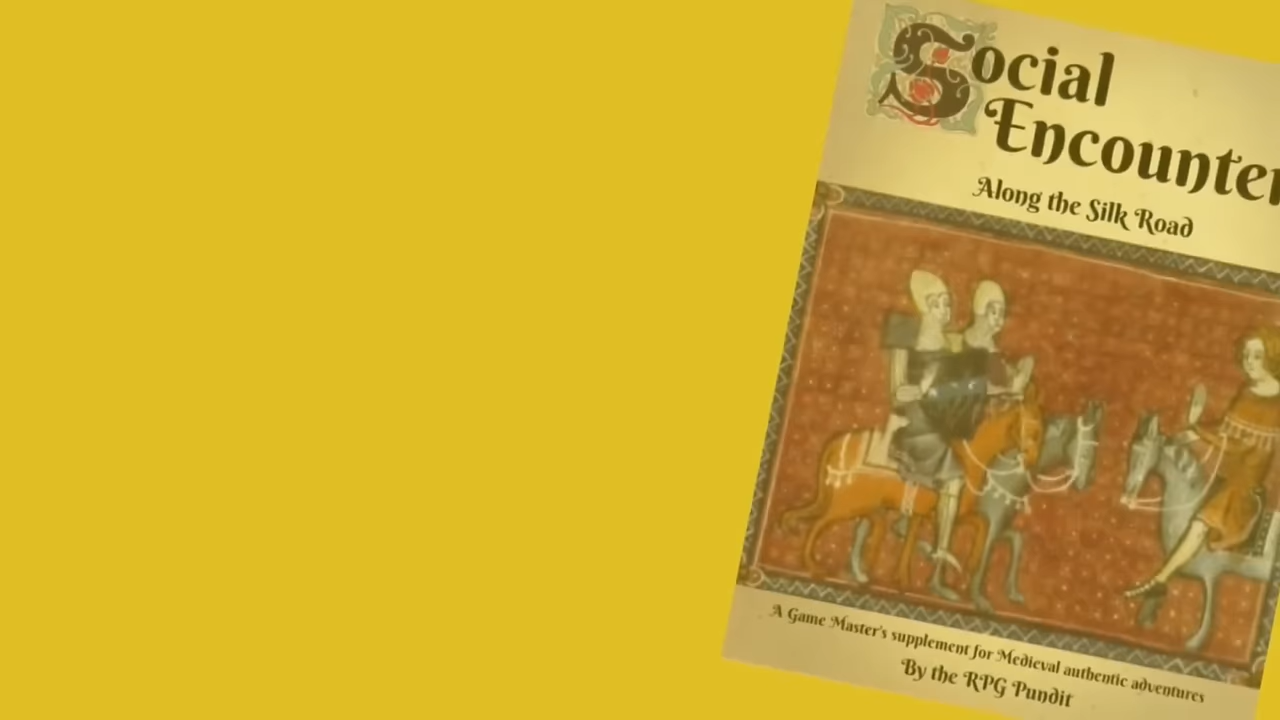 Social
Encounter
Along the Silk Road
A Game Master's supplement for Medieval authentic adventures
By the RPG Pundit